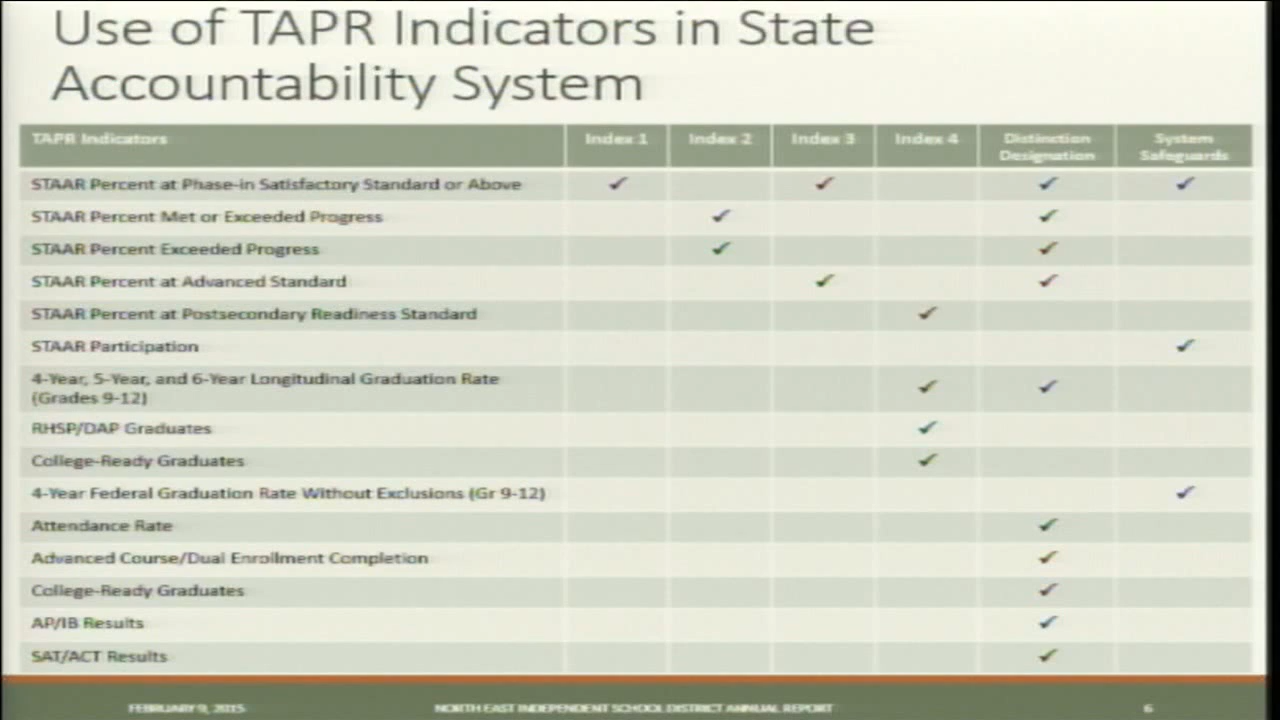 Use of TAPR Indicators in State
Accountability System
TAPR Indicators Index 1 Index 2 Index 3 Index 4 Distinction Designation System Safeguards
STAAR Percent at Phase-in Satisfactory Standard or Above ✓ ✓ ✓ ✓
STAAR Percent Met or Exceeded Progress ✓ ✓
STAAR Percent Exceeded Progress ✓ ✓
STAAR Percent at Advanced Standard ✓ ✓
STAAR Percent at Postsecondary Readiness Standard ✓
STAAR Participation ✓
4-Year, 5-Year, and 6-Year Longitudinal Graduation Rate
(Grades 9-12) ✓ ✓
RHSP/DAP Graduates ✓
College-Ready Graduates ✓
4-Year Federal Graduation Rate Without Exclusions (Gr 9-12) ✓
Attendance Rate ✓
Advanced Course/Dual Enrollment Completion ✓
College-Ready Graduates ✓
AP/IB Results ✓
SAT/ACT Results ✓
FEBRUARY 9, 2015 NORTH EAST INDEPENDENT SCHOOL DISTRICT ANNUAL REPORT 6